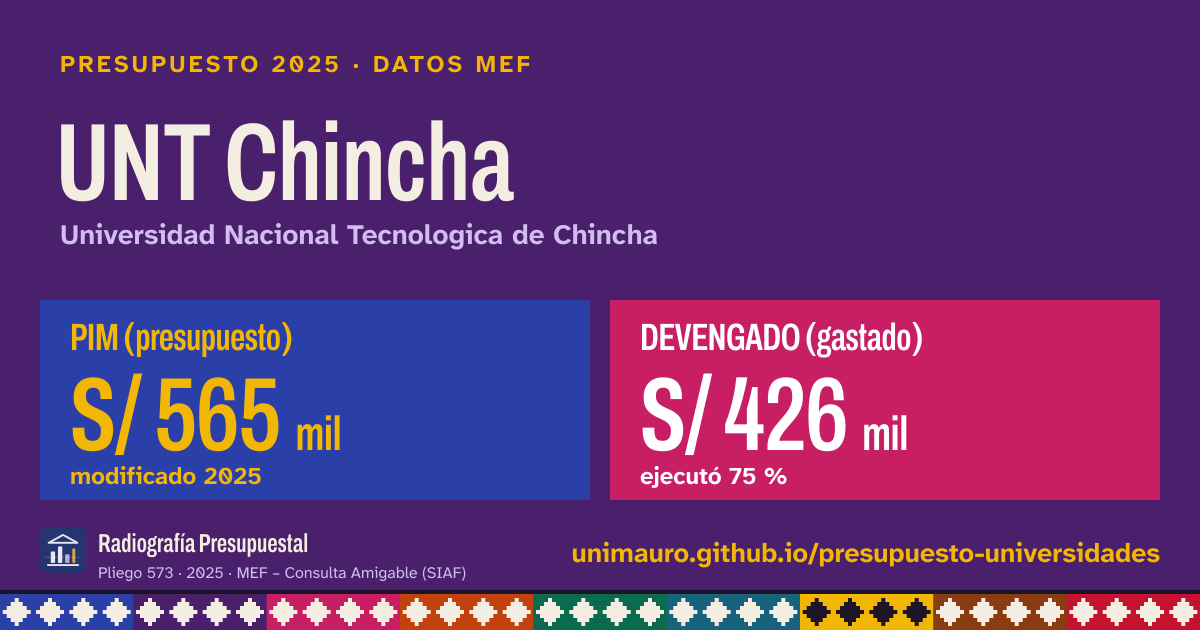 PRESUPUESTO 2025 · DATOS MEF
UNT Chincha
Universidad Nacional Tecnologica de Chincha
PIM (presupuesto)
S/ 565 mil
modificado 2025
DEVENGADO (gastado)
S/ 426 mil
ejecutó 75 %
Radiografía Presupuestal
Pliego 573 · 2025 · MEF – Consulta Amigable (SIAF)
unimauro.github.io/presupuesto-universidades